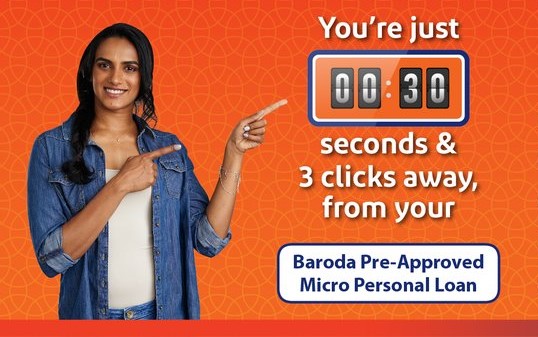 You’re just
00:30
seconds &
3 clicks away,
from your
Baroda Pre-Approved
Micro Personal Loan